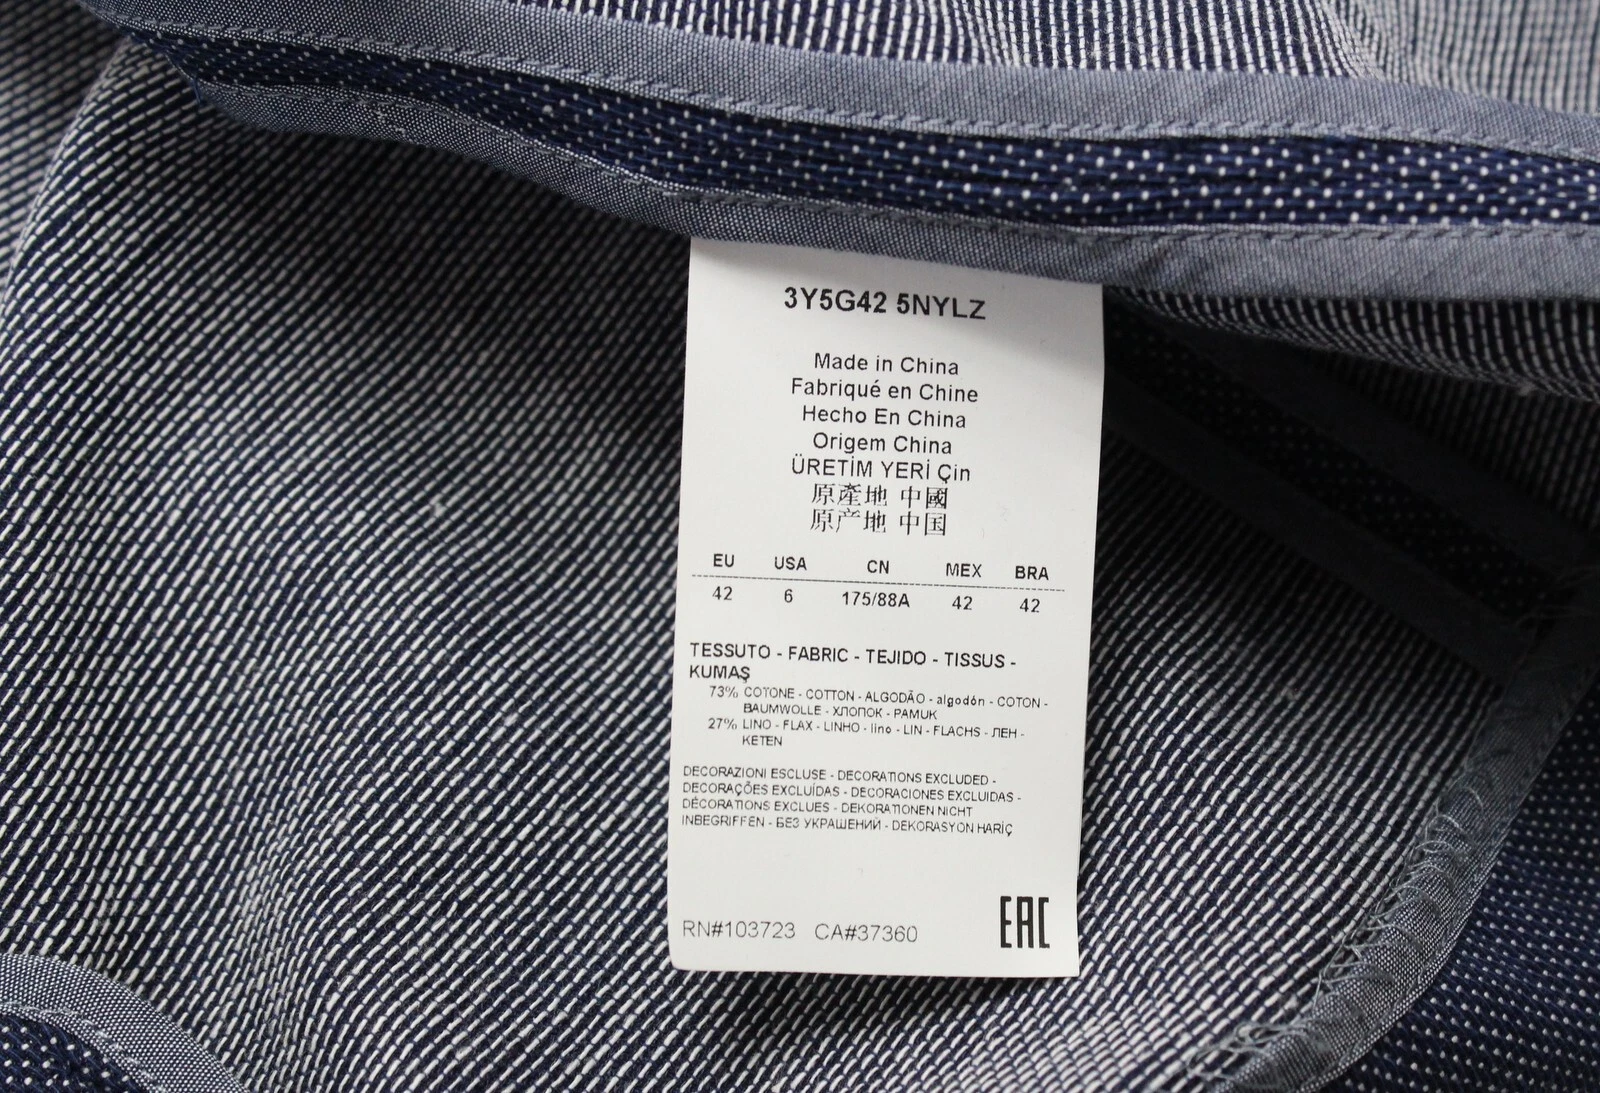 3Y5G42 5NYLZ
Made in China
Fabriqué en Chine
Hecho En China
Origem China
ÜRETİM YERİ Çin
原產地 中國
原产地 中国
EU USA CN MEX BRA
42 6 175/88A 42 42
TESSUTO - FABRIC - TEJIDO - TISSUS -
KUMAŞ
73% COTONE - COTTON - ALGODÃO - algodón - COTON -
BAUMWOLLE - ХЛОПОК - PAMUK
27% LINO - FLAX - LINHO - lino - LIN - FLACHS - ЛЕН -
KETEN
DECORAZIONI ESCLUSE - DECORATIONS EXCLUDED -
DECORAÇÕES EXCLUÍDAS - DECORACIONES EXCLUIDAS -
DÉCORATIONS EXCLUES - DEKORATIONEN NICHT
INBEGRIFFEN - БЕЗ УКРАШЕНИЙ - DEKORASYON HARİÇ
RN#103723 CA#37360 EAC